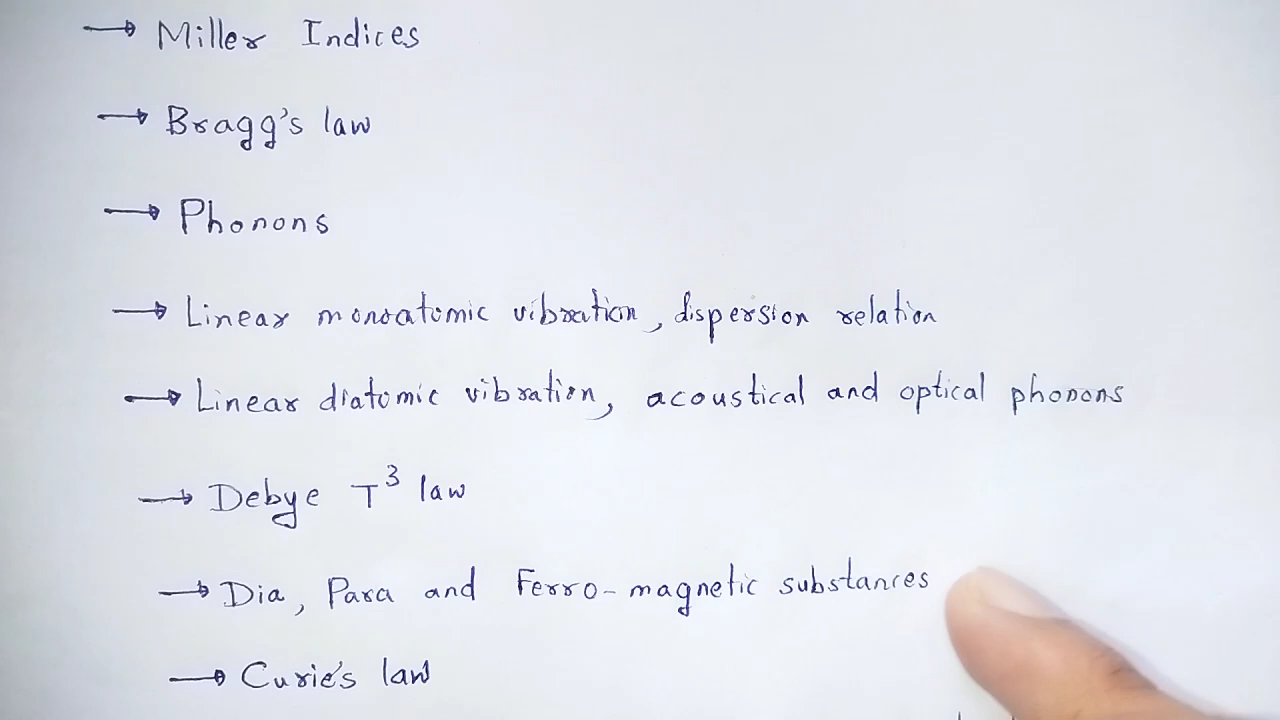 → Miller Indices
→ Bragg's law
→ Phonons
→ Linear monoatomic vibration, dispersion relation
→ Linear diatomic vibration, acoustical and optical phonons
→ Debye T³ law
→ Dia, Para and Ferro-magnetic substances
→ Curie's law